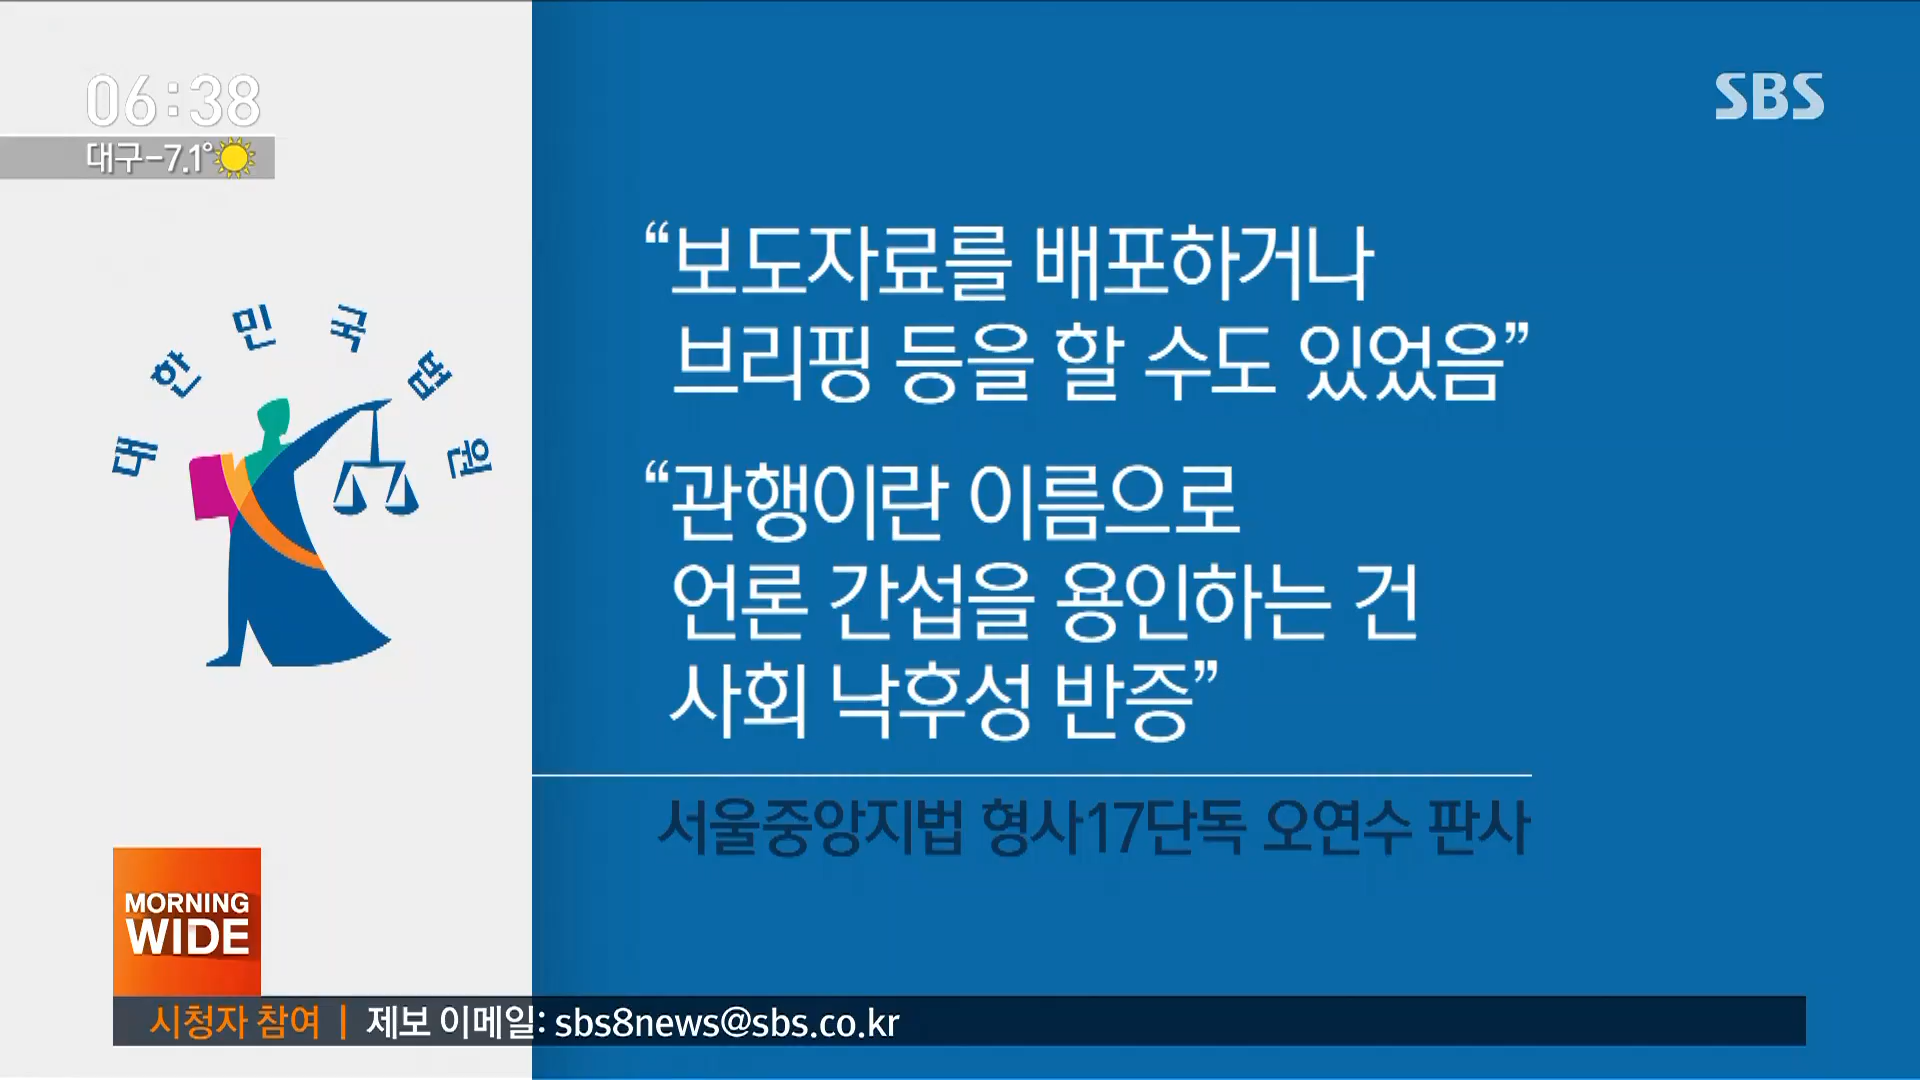 06:38
대구-7.1°
SBS
대한민국법원
“보도자료를 배포하거나
브리핑 등을 할 수도 있었음”
“관행이란 이름으로
언론 간섭을 용인하는 건
사회 낙후성 반증”
서울중앙지법 형사17단독 오연수 판사
MORNING
WIDE
시청자 참여 | 제보 이메일: sbs8news@sbs.co.kr